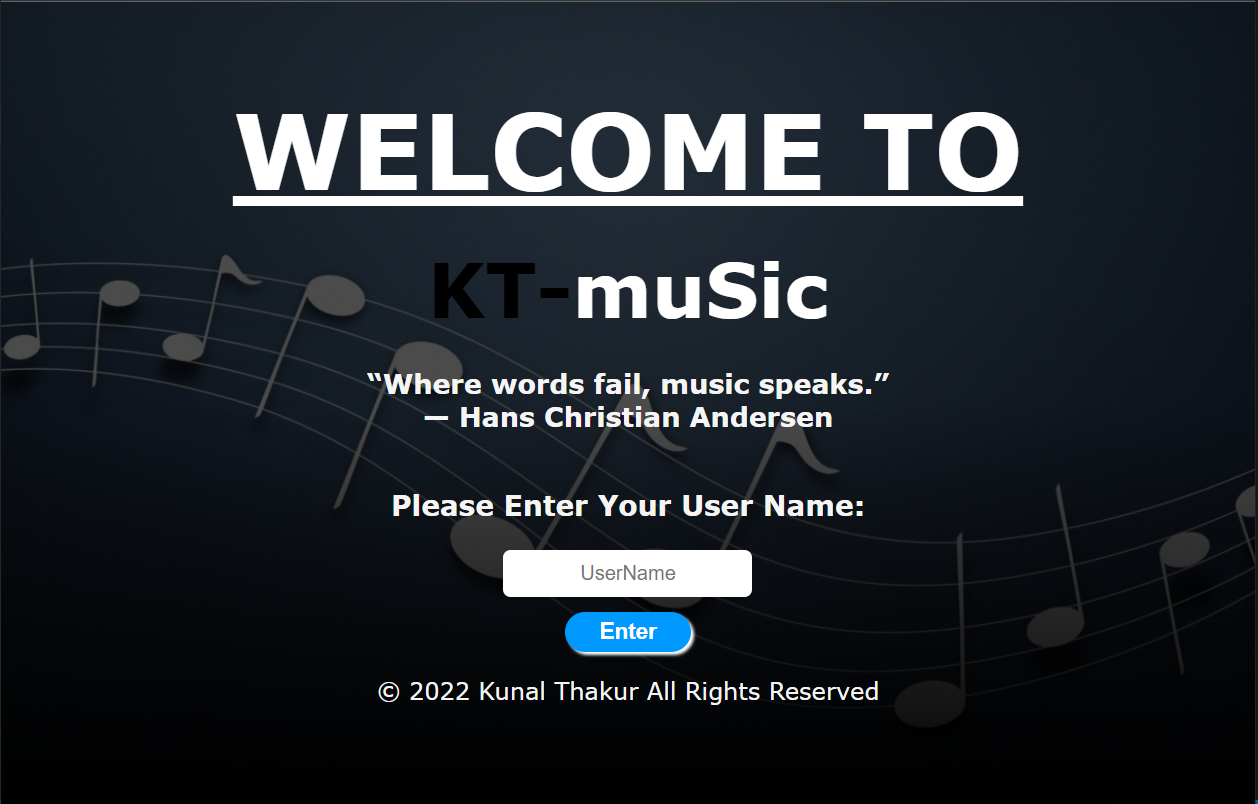 WELCOME TO
KT-muSic
“Where words fail, music speaks.”
— Hans Christian Andersen
Please Enter Your User Name:
UserName
Enter
© 2022 Kunal Thakur All Rights Reserved